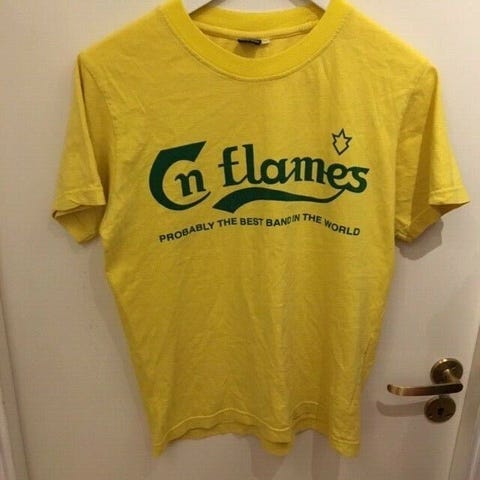 In flames
PROBABLY THE BEST BAND IN THE WORLD